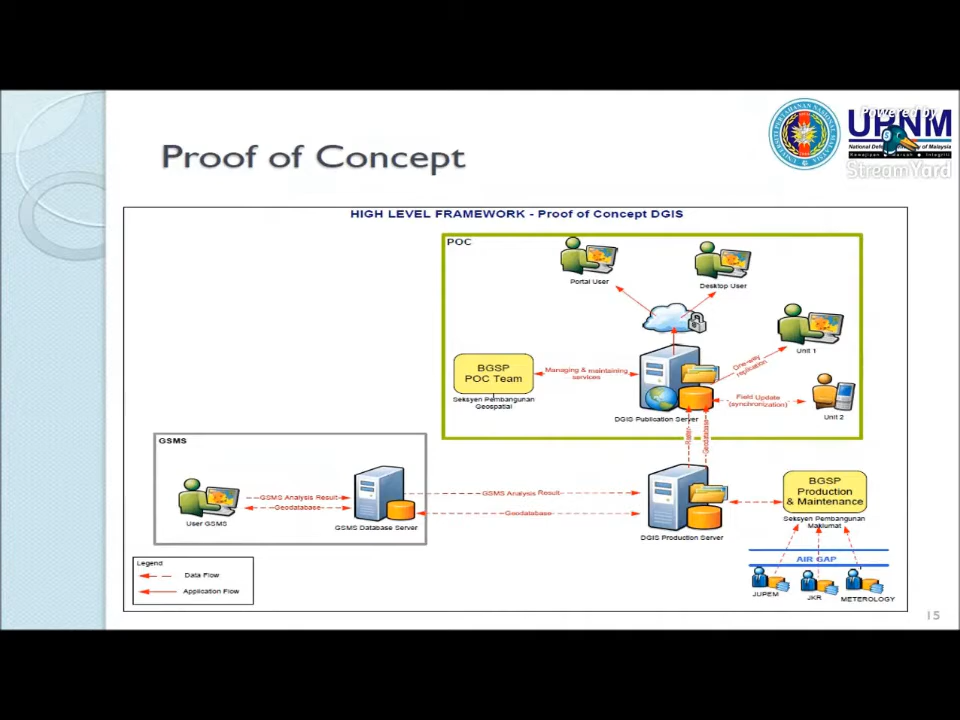 Powered by
UPNM
StreamYard
Proof of Concept
HIGH LEVEL FRAMEWORK - Proof of Concept DGIS
POC
Portal User
Desktop User
Unit 1
BGSP
POC Team
Seksyen Pembangunan
Geospatial
Managing & maintaining
services
One-way
replication
Field Update
(synchronization)
Unit 2
DGIS Publication Server
Raster
Geodatabase
GSMS
User GSMS
GSMS Analysis Result
Geodatabase
GSMS Database Server
GSMS Analysis Result
Geodatabase
DGIS Production Server
BGSP
Production
& Maintenance
Seksyen Pembangunan
Maklumat
AIR GAP
JUPEM
JKR
METEROLOGY
Legend
Data Flow
Application Flow
15